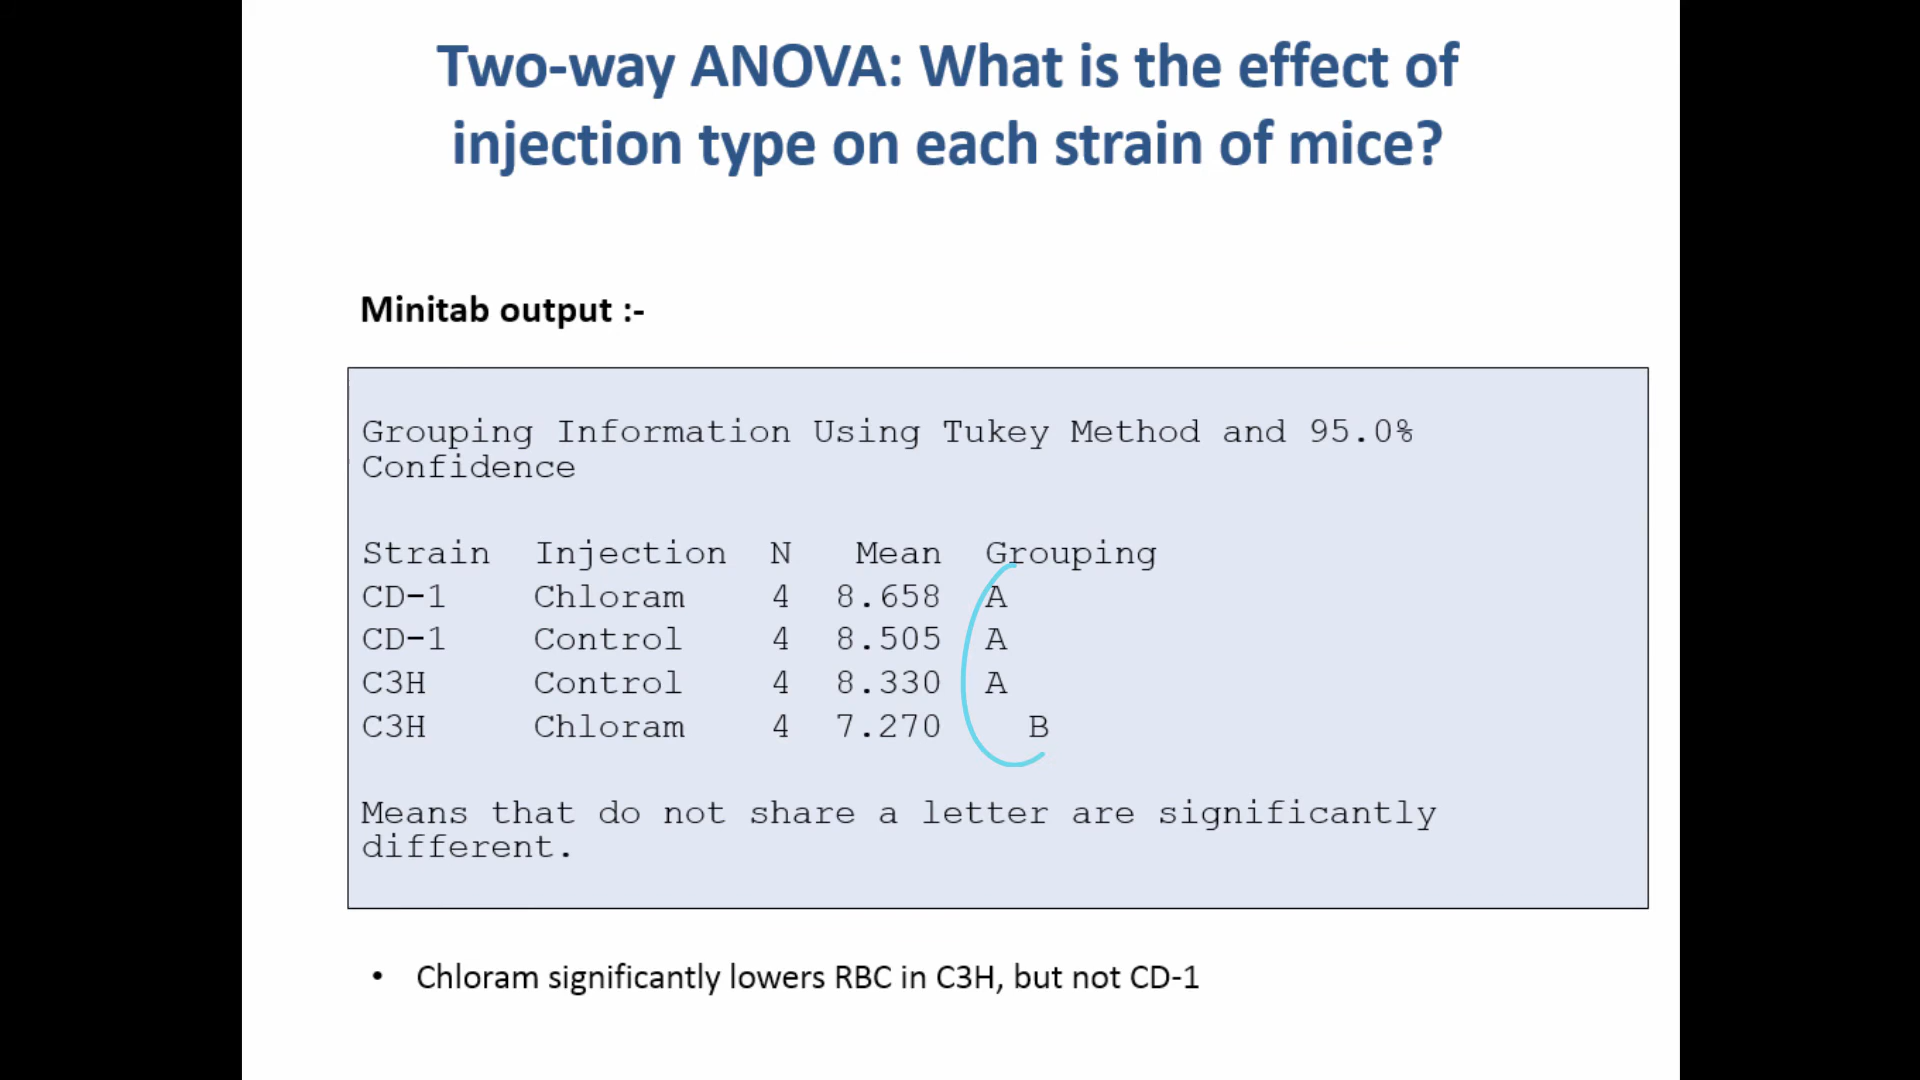 Two-way ANOVA: What is the effect of
injection type on each strain of mice?
Minitab output :-
Grouping Information Using Tukey Method and 95.0%
Confidence
Strain Injection N Mean Grouping
CD-1 Chloram 4 8.658 A
CD-1 Control 4 8.505 A
C3H Control 4 8.330 A
C3H Chloram 4 7.270 B
Means that do not share a letter are significantly
different.
• Chloram significantly lowers RBC in C3H, but not CD-1